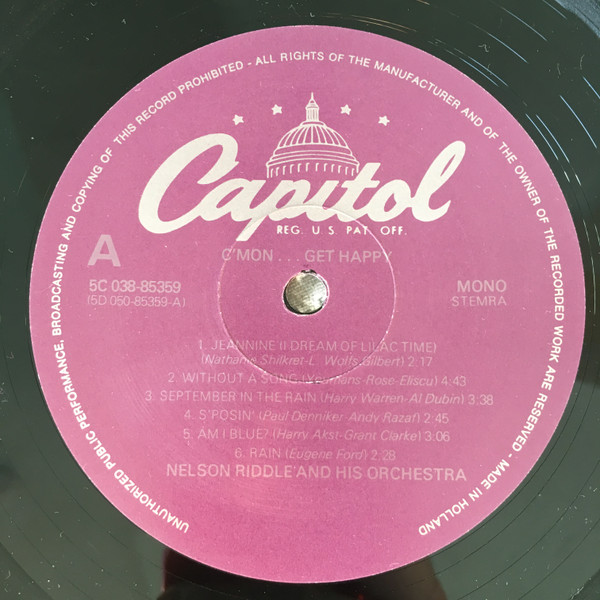 UNAUTHORIZED PUBLIC PERFORMANCE, BROADCASTING AND COPYING OF THIS RECORD PROHIBITED - ALL RIGHTS OF THE MANUFACTURER AND OF THE OWNER OF THE RECORDED WORK ARE RESERVED - MADE IN HOLLAND
Capitol
REG. U.S. PAT. OFF.
C'MON . . . GET HAPPY
A
5C 038-85359
(5D 050-85359-A)
MONO
STEMRA
1. JEANNINE (I DREAM OF LILAC TIME)
(Nathanie Shilkret-L. Wolfe Gilbert) 2:17
2. WITHOUT A SONG (Youmans-Rose-Eliscu) 4:43
3. SEPTEMBER IN THE RAIN (Harry Warren-Al Dubin) 3:38
4. S'POSIN' (Paul Denniker-Andy Razaf) 2:45
5. AM I BLUE? (Harry Akst-Grant Clarke) 3:06
6. RAIN (Eugene Ford) 2:28
NELSON RIDDLE AND HIS ORCHESTRA